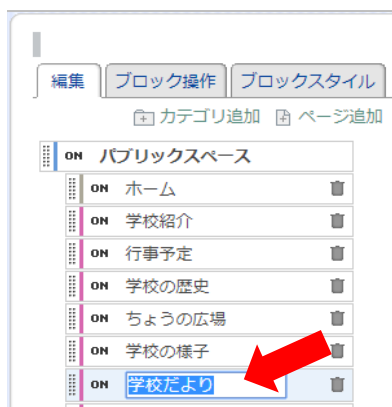 編集 ブロック操作 ブロックスタイル
カテゴリ追加 ページ追加
ON パブリックスペース
ON ホーム
ON 学校紹介
ON 行事予定
ON 学校の歴史
ON ちょうの広場
ON 学校の様子
ON 学校だより